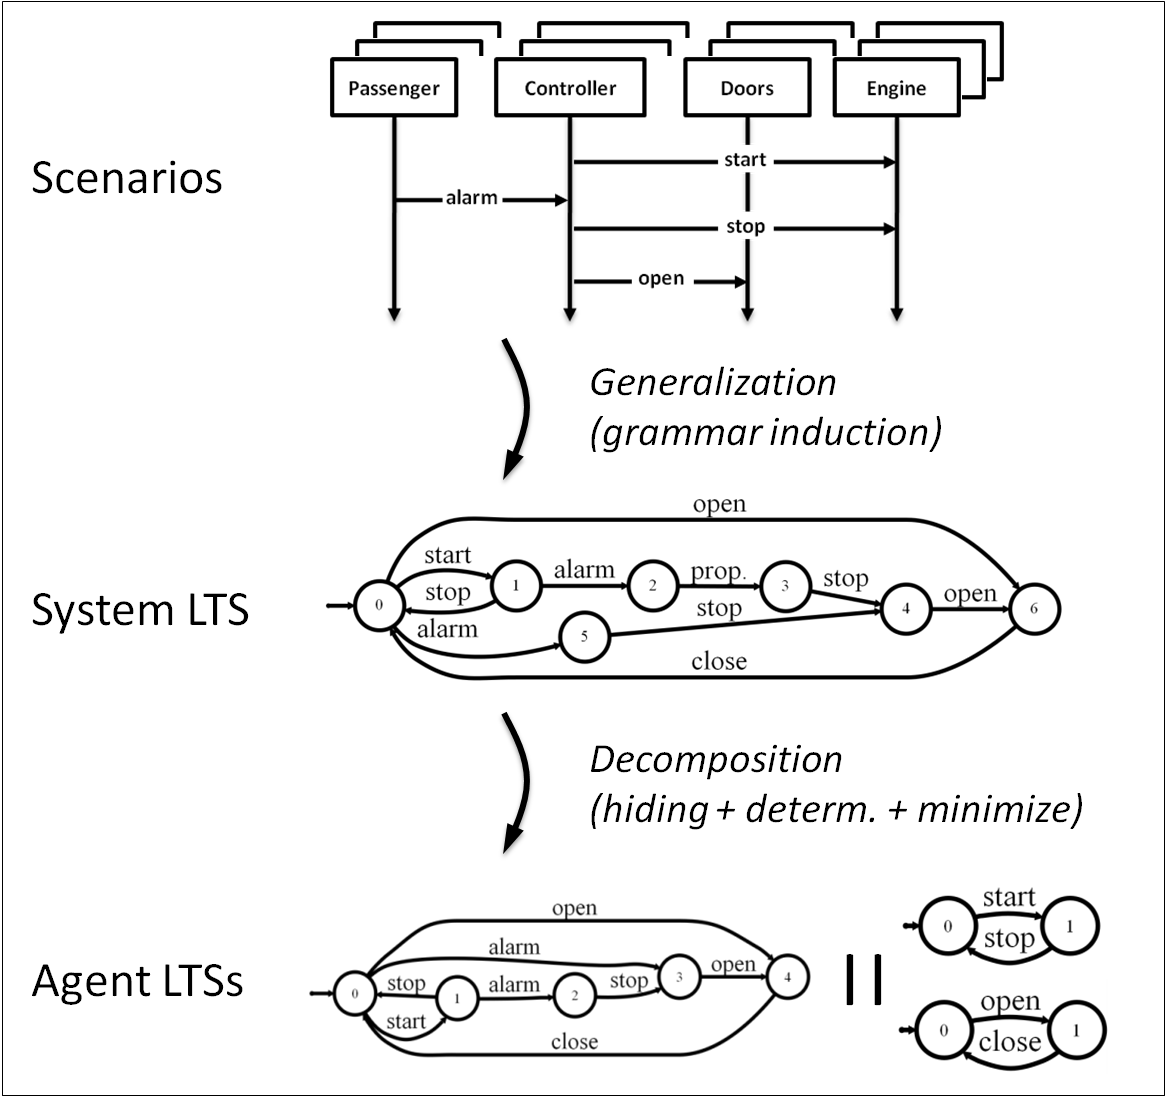 Passenger Controller Doors Engine
start
Scenarios
alarm
stop
open
Generalization
(grammar induction)
open
start alarm prop. stop
0 1 2 3
stop stop open
System LTS 4 6
alarm 5
close
Decomposition
(hiding + determ. + minimize)
open start
0 1
alarm stop
Agent LTSs 0 stop 1 alarm 2 stop 3 open 4 ||
start open
0 1
close close